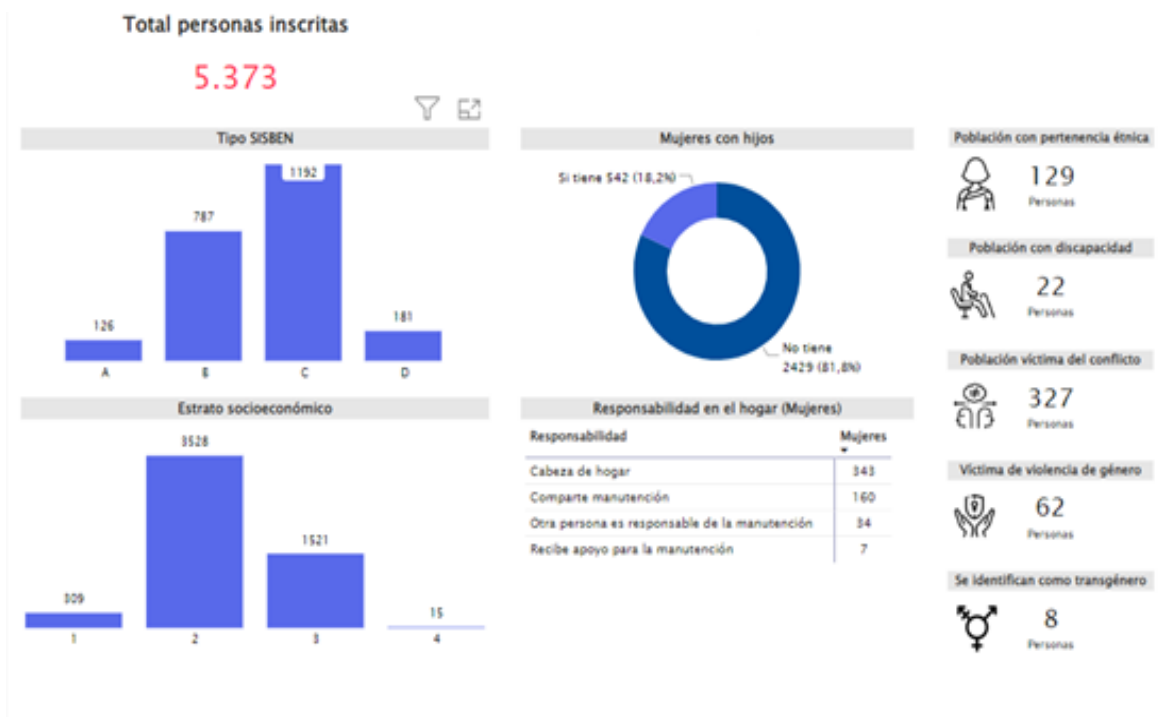 Total personas inscritas
5.373
Tipo SISBEN
1192
787
126
181
A B C D
Mujeres con hijos
Si tiene 542 (18,2%)
No tiene
2429 (81,8%)
Población con pertenencia étnica
129
Personas
Población con discapacidad
22
Personas
Población víctima del conflicto
327
Personas
Víctima de violencia de género
62
Personas
Se identifican como transgénero
8
Personas
Estrato socioeconómico
3528
1521
309
15
1 2 3 4
Responsabilidad en el hogar (Mujeres)
Responsabilidad Mujeres
Cabeza de hogar 343
Comparte manutención 160
Otra persona es responsable de la manutención 34
Recibe apoyo para la manutención 7